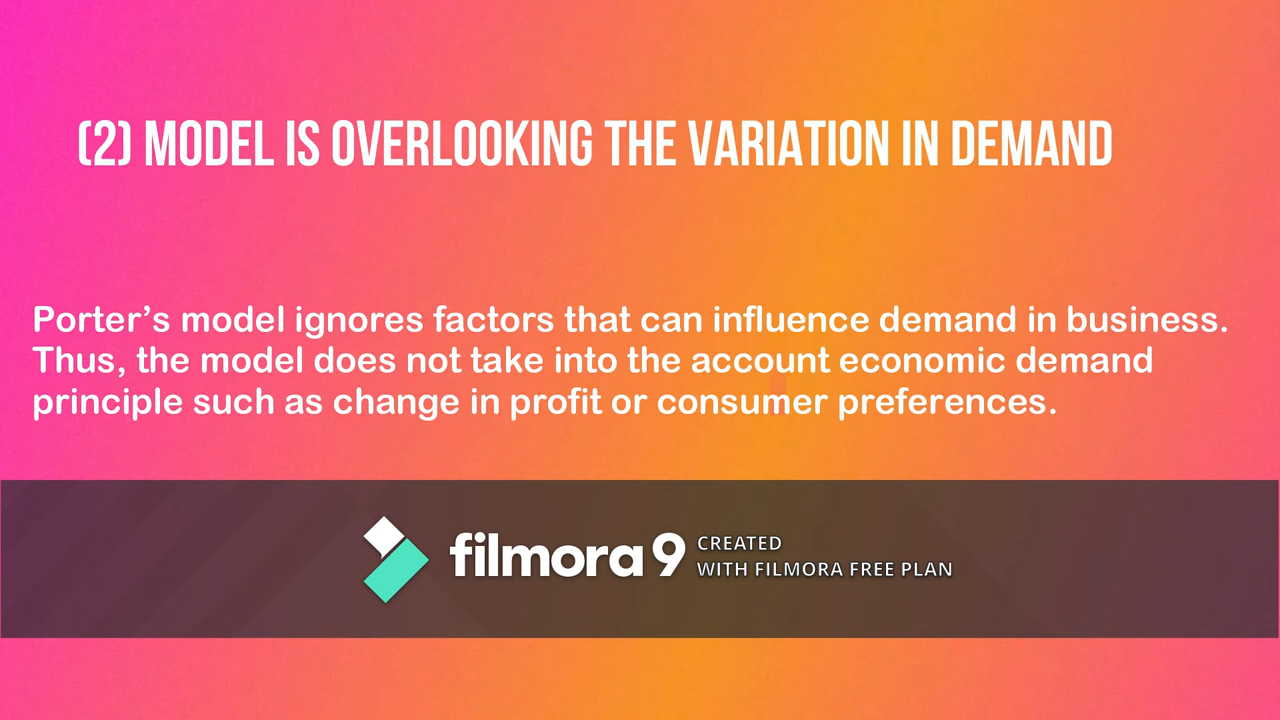 (2) MODEL IS OVERLOOKING THE VARIATION IN DEMAND
Porter’s model ignores factors that can influence demand in business.
Thus, the model does not take into the account economic demand
principle such as change in profit or consumer preferences.
filmora 9
CREATED
WITH FILMORA FREE PLAN